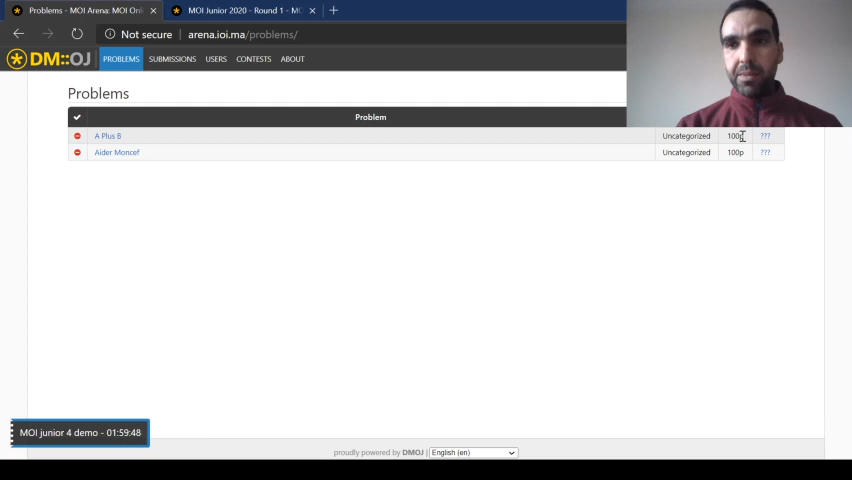 Problems - MOI Arena: MOI Onl
MOI Junior 2020 - Round 1 - MO
Not secure | arena.ioi.ma/problems/
DM::OJ PROBLEMS SUBMISSIONS USERS CONTESTS ABOUT
Problems
Problem
A Plus B Uncategorized 100p ???
Aider Moncef Uncategorized 100p ???
MOI junior 4 demo - 01:59:48
proudly powered by DMOJ | English (en)